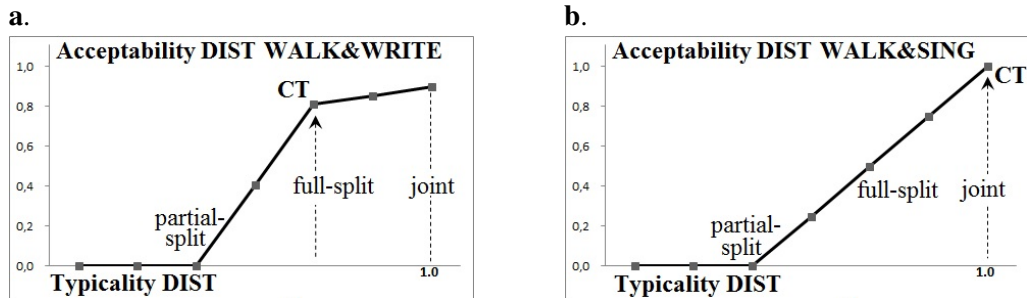 a.
Acceptability DIST WALK&WRITE
1,0
0,8
0,6
0,4
0,2
0,0
CT
full-split
joint
partial-
split
1.0
Typicality DIST
b.
Acceptability DIST WALK&SING
1,0
0,8
0,6
0,4
0,2
0,0
CT
full-split
joint
partial-
split
1.0
Typicality DIST